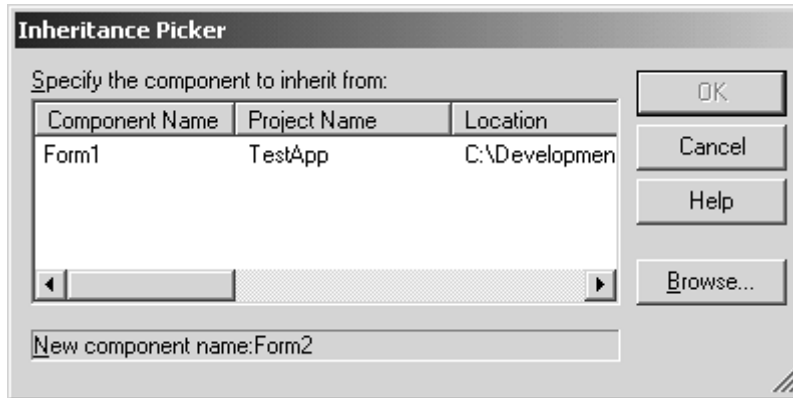 Inheritance Picker
Specify the component to inherit from:
OK
Component Name Project Name Location
Form1 TestApp C:\Developmen
Cancel
Help
Browse...
New component name:Form2